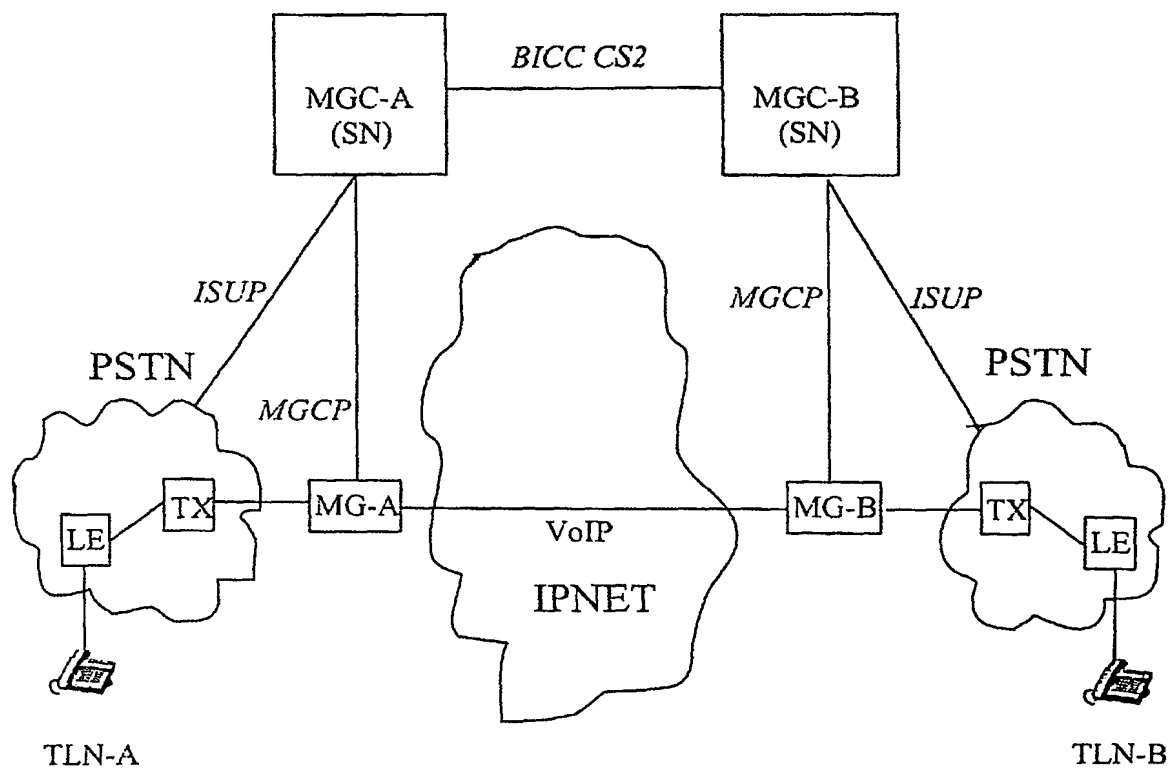 BICC CS2
MGC-A
(SN)
MGC-B
(SN)
ISUP
MGCP
ISUP
PSTN
PSTN
MGCP
TX
MG-A
MG-B
TX
LE
VoIP
LE
IPNET
TLN-A
TLN-B